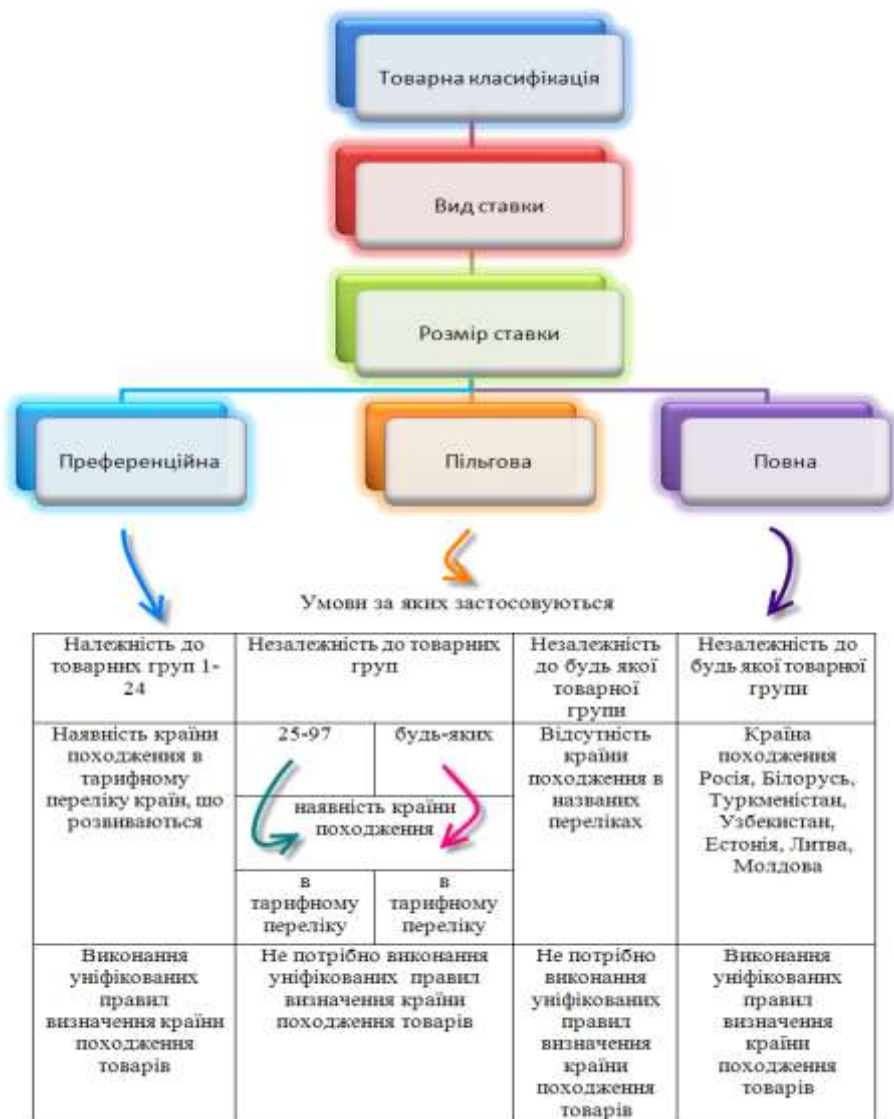 Товарна класифікація
Вид ставки
Розмір ставки
Преференційна
Пільгова
Повна
Умови за яких застосовуються
Належність до
товарних груп 1-
24
Незалежність до товарних
груп
Незалежність
до будь якої
товарної
групи
Незалежність до
будь якої товарної
групи
Наявність країни
походження в
тарифному
переліку країн, що
розвиваються
25-97
будь-яких
наявність країни
походження
в
тарифному
переліку
в
тарифному
переліку
Відсутність
країни
походження в
названих
переліках
Країна
походження
Росія, Білорусь,
Туркменістан,
Узбекистан,
Естонія, Литва,
Молдова
Виконання
уніфікованих
правил
визначення країни
походження
товарів
Не потрібно виконання
уніфікованих правил
визначення країни
походження товарів
Не потрібно
виконання
уніфікованих
правил
визначення
країни
походження
товарів
Виконання
уніфікованих
правил
визначення
країни
походження
товарів